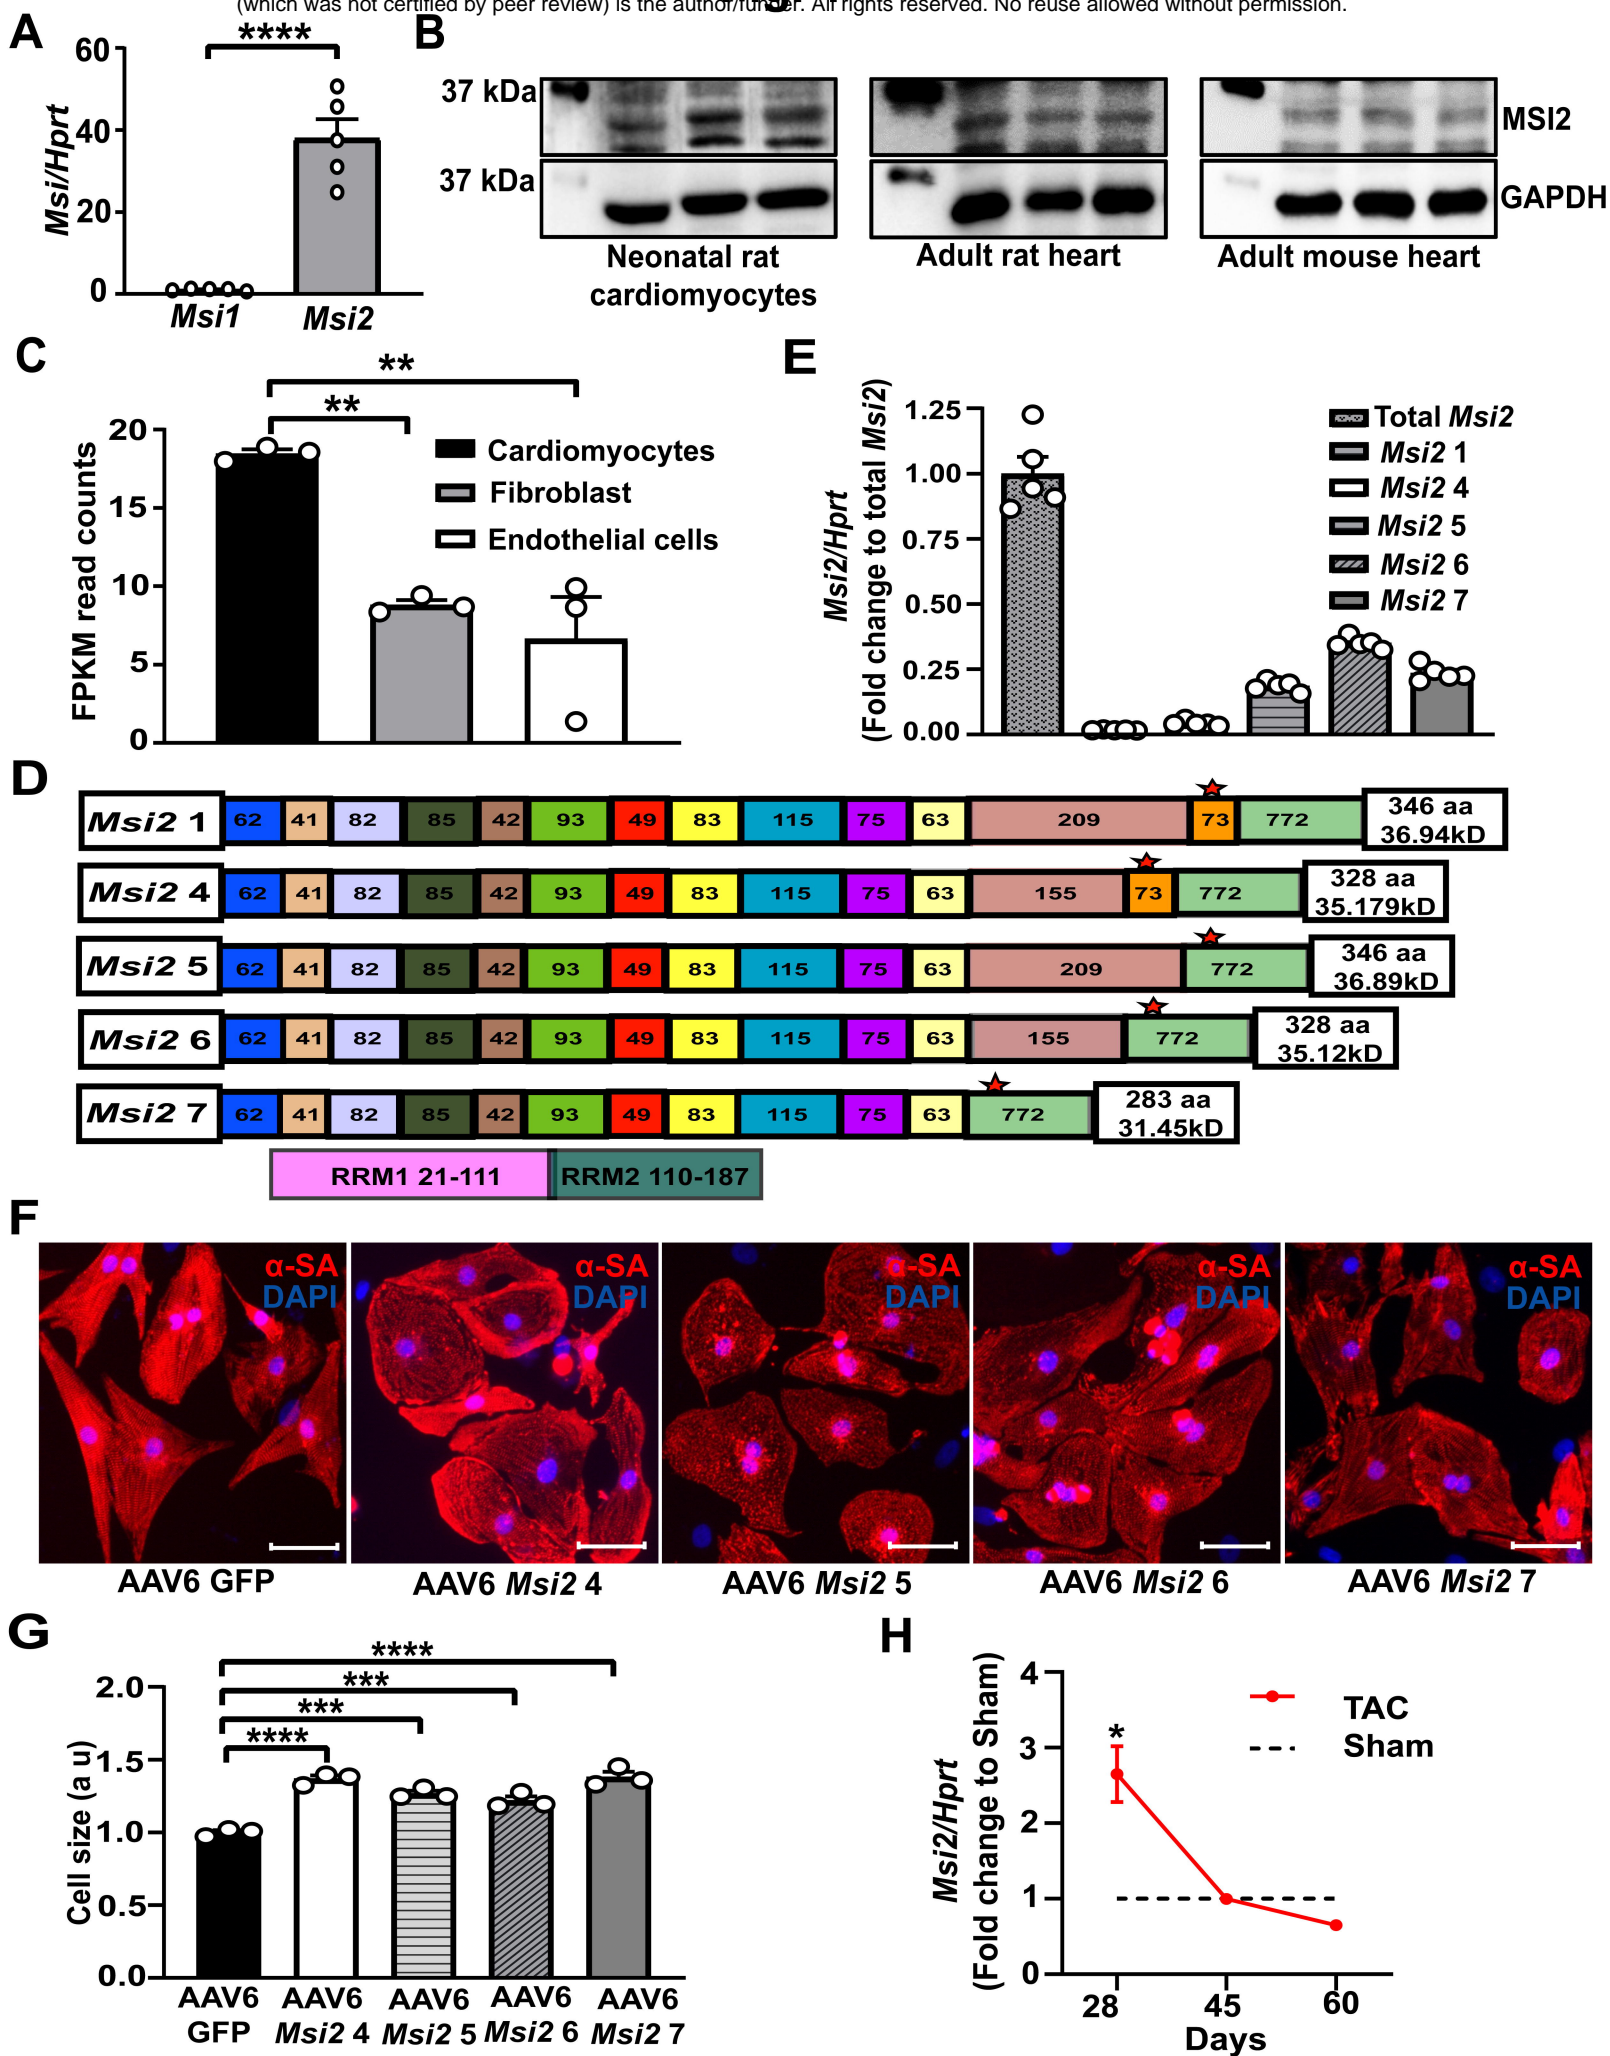 (which was not certified by peer review) is the author/funder. All rights reserved. No reuse allowed without permission.
A
****
60
40
20
0
Msi/Hprt
Msi1
Msi2
B
37 kDa
37 kDa
MSI2
GAPDH
Neonatal rat
cardiomyocytes
Adult rat heart
Adult mouse heart
C
**
**
20
15
10
5
0
FPKM read counts
Cardiomyocytes
Fibroblast
Endothelial cells
E
Msi2/Hprt
(Fold change to total Msi2)
1.25
1.00
0.75
0.50
0.25
0.00
Total Msi2
Msi2 1
Msi2 4
Msi2 5
Msi2 6
Msi2 7
D
Msi2 1 62 41 82 85 42 93 49 83 115 75 63 209 73 772 346 aa
36.94kD
Msi2 4 62 41 82 85 42 93 49 83 115 75 63 155 73 772 328 aa
35.179kD
Msi2 5 62 41 82 85 42 93 49 83 115 75 63 209 772 346 aa
36.89kD
Msi2 6 62 41 82 85 42 93 49 83 115 75 63 155 772 328 aa
35.12kD
Msi2 7 62 41 82 85 42 93 49 83 115 75 63 772 283 aa
31.45kD
RRM1 21-111 RRM2 110-187
F
α-SA
DAPI
α-SA
DAPI
α-SA
DAPI
α-SA
DAPI
α-SA
DAPI
AAV6 GFP
AAV6 Msi2 4
AAV6 Msi2 5
AAV6 Msi2 6
AAV6 Msi2 7
G
****
***
***
****
2.0
1.5
1.0
0.5
0.0
Cell size (a u)
AAV6
GFP
AAV6
Msi2 4
AAV6
Msi2 5
AAV6
Msi2 6
AAV6
Msi2 7
H
Msi2/Hprt
(Fold change to Sham)
4
3
2
1
0
*
TAC
Sham
28
45
60
Days